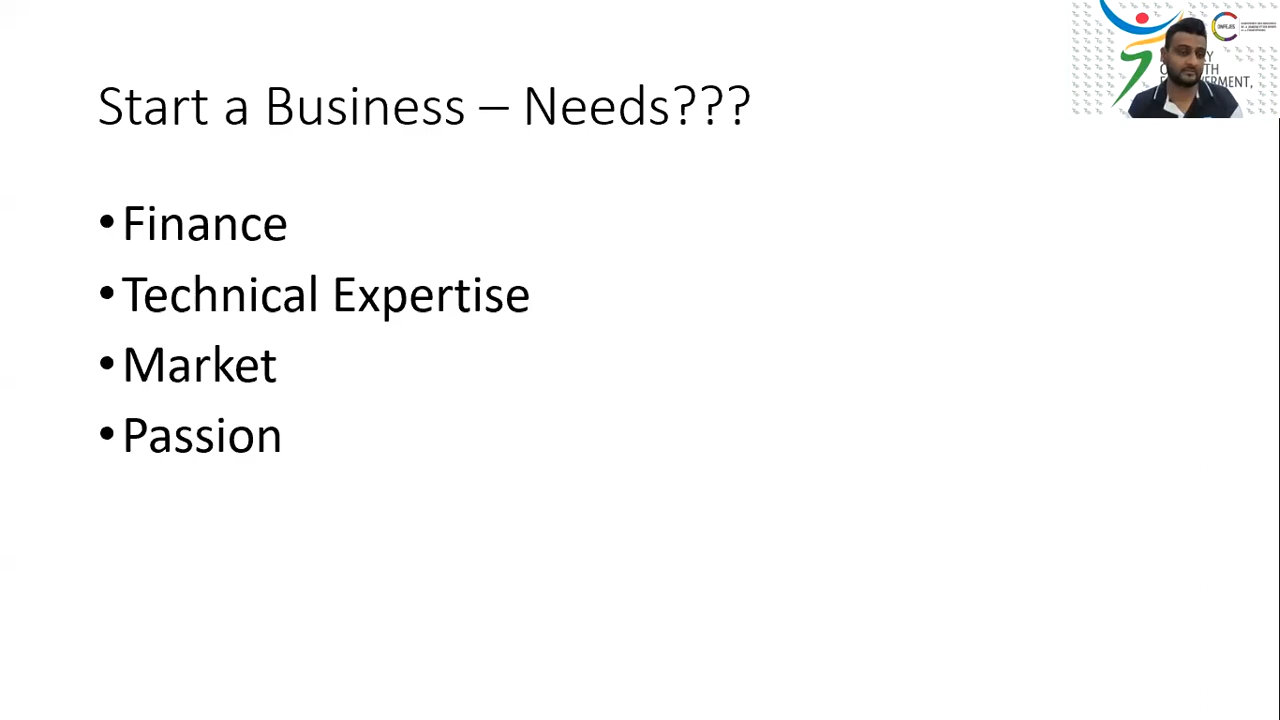 Start a Business – Needs???
•Finance
•Technical Expertise
•Market
•Passion